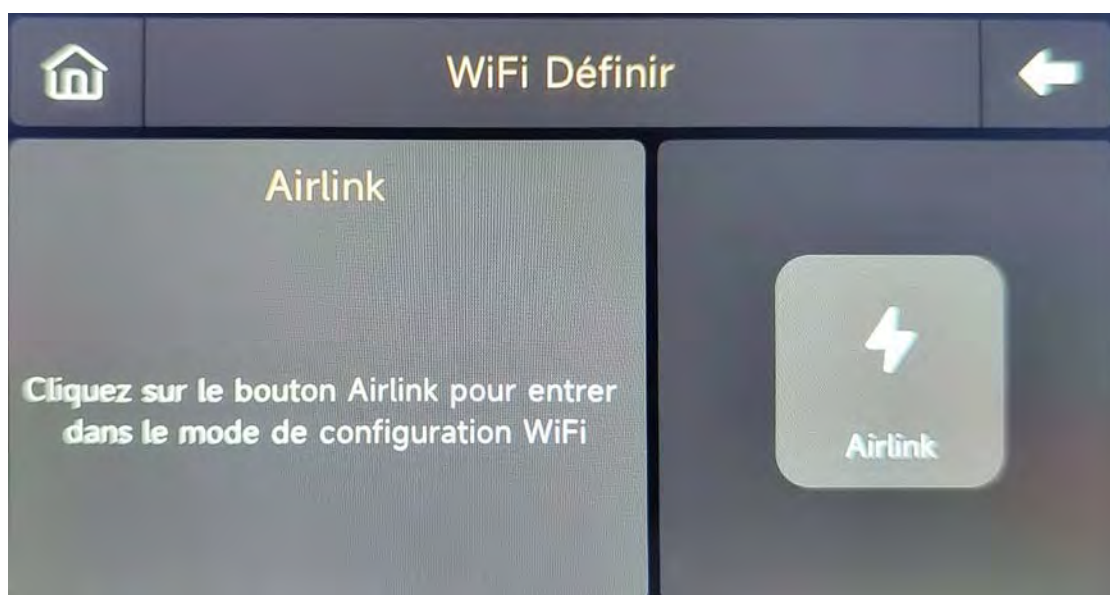 WiFi Définir
Airlink
Cliquez sur le bouton Airlink pour entrer
dans le mode de configuration WiFi
Airlink